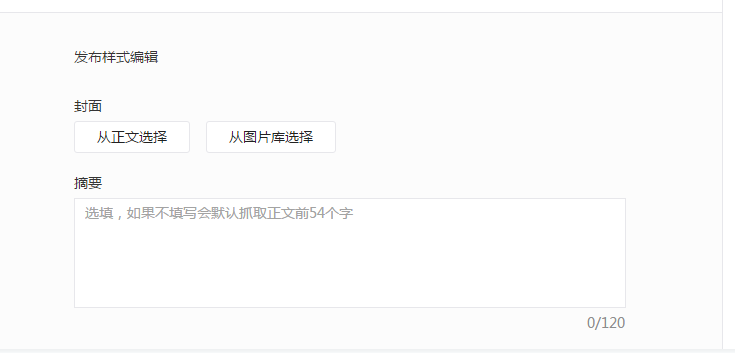 发布样式编辑
封面
从正文选择 从图片库选择
摘要
选填，如果不填写会默认抓取正文前54个字
0/120